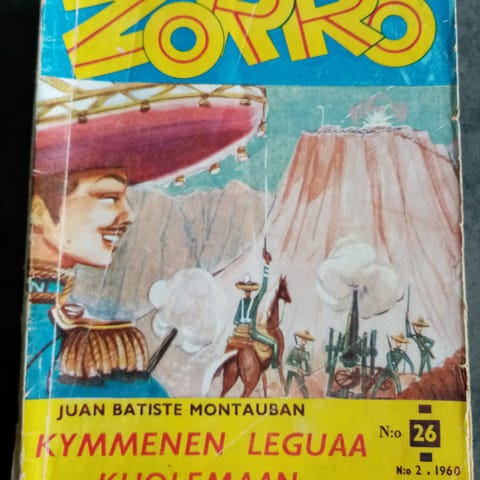 ZORRO
JUAN BATISTE MONTAUBAN
KYMMENEN LEGUAA
KUOLEMAAN
N:o 26
N:o 2 . 1960